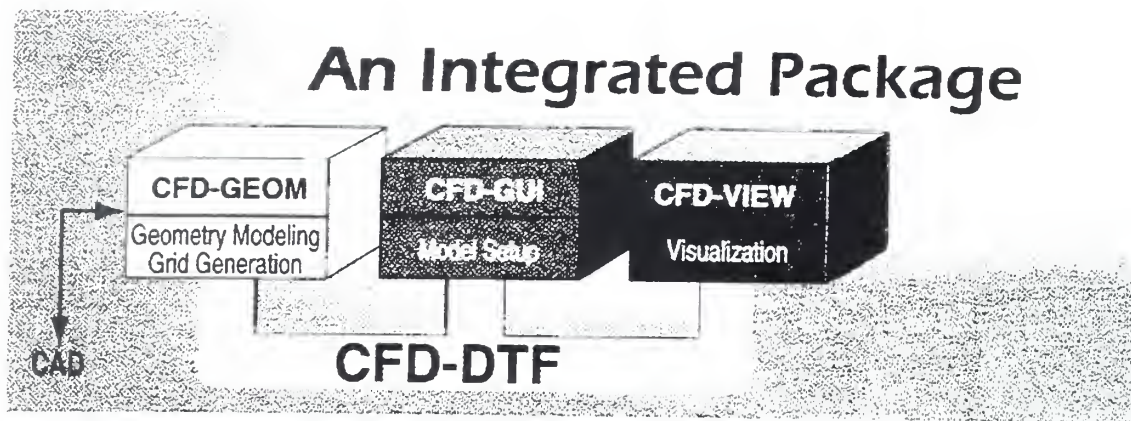 An Integrated Package
CFD-GEOM
Geometry Modeling
Grid Generation
CFD-GUI
Model Setup
CFD-VIEW
Visualization
CAD
CFD-DTF